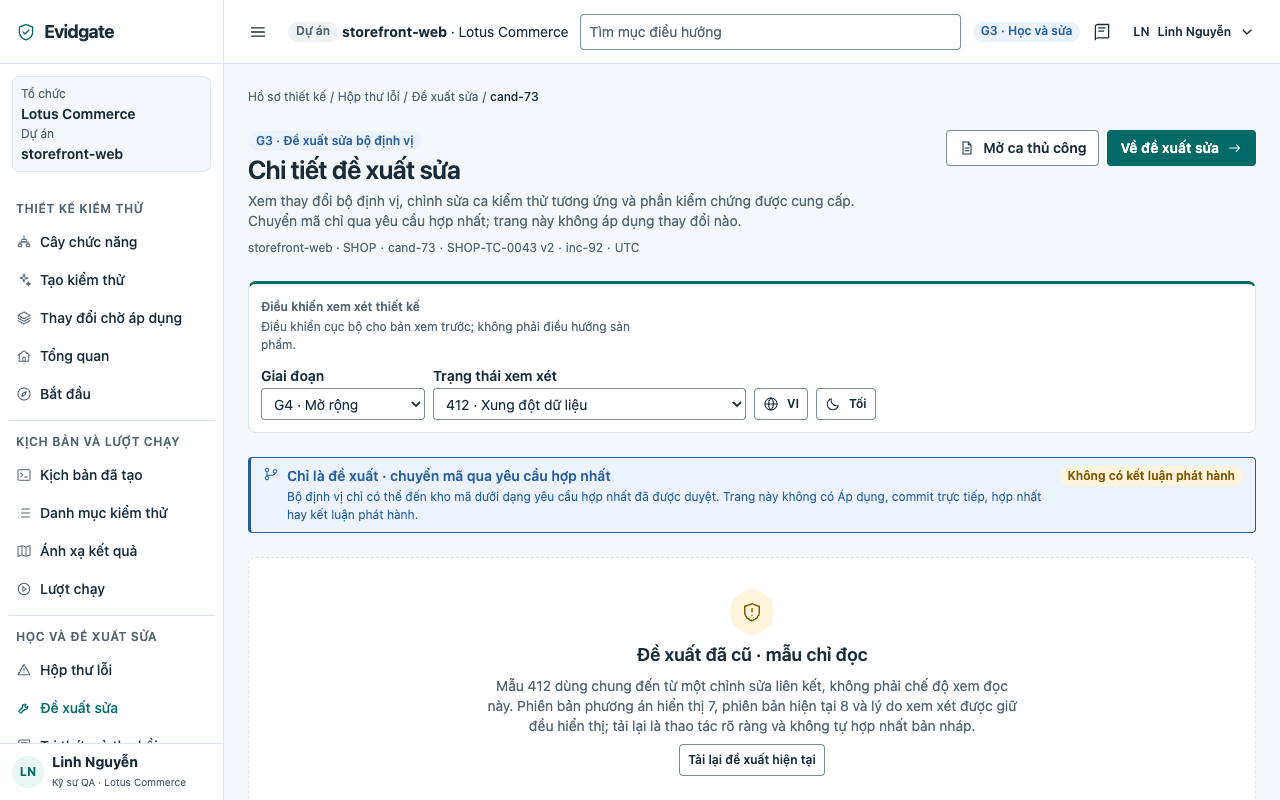 Evidgate
Dự án storefront-web · Lotus Commerce
Tìm mục điều hướng
G3 · Học và sửa
LN Linh Nguyễn
Tổ chức
Lotus Commerce
Dự án
storefront-web
THIẾT KẾ KIỂM THỬ
Cây chức năng
Tạo kiểm thử
Thay đổi chờ áp dụng
Tổng quan
Bắt đầu
KỊCH BẢN VÀ LƯỢT CHẠY
Kịch bản đã tạo
Danh mục kiểm thử
Ánh xạ kết quả
Lượt chạy
HỌC VÀ ĐỀ XUẤT SỬA
Hộp thư lỗi
Đề xuất sửa
LN
Linh Nguyễn
Kỹ sư QA · Lotus Commerce
Hồ sơ thiết kế / Hộp thư lỗi / Đề xuất sửa / cand-73
G3 · Đề xuất sửa bộ định vị
Chi tiết đề xuất sửa
Xem thay đổi bộ định vị, chỉnh sửa ca kiểm thử tương ứng và phần kiểm chứng được cung cấp.
Chuyển mã chỉ qua yêu cầu hợp nhất; trang này không áp dụng thay đổi nào.
storefront-web · SHOP · cand-73 · SHOP-TC-0043 v2 · inc-92 · UTC
Mở ca thủ công
Về đề xuất sửa
Điều khiển xem xét thiết kế
Điều khiển cục bộ cho bản xem trước; không phải điều hướng sản
phẩm.
Giai đoạn
G4 · Mở rộng
Trạng thái xem xét
412 · Xung đột dữ liệu
VI
Tối
Chỉ là đề xuất · chuyển mã qua yêu cầu hợp nhất
Không có kết luận phát hành
Bộ định vị chỉ có thể đến kho mã dưới dạng yêu cầu hợp nhất đã được duyệt. Trang này không có Áp dụng, commit trực tiếp, hợp nhất
hay kết luận phát hành.
Đề xuất đã cũ · mẫu chỉ đọc
Mẫu 412 dùng chung đến từ một chỉnh sửa liên kết, không phải chế độ xem đọc
này. Phiên bản phương án hiển thị 7, phiên bản hiện tại 8 và lý do xem xét được giữ
đều hiển thị; tải lại là thao tác rõ ràng và không tự hợp nhất bản nháp.
Tải lại đề xuất hiện tại